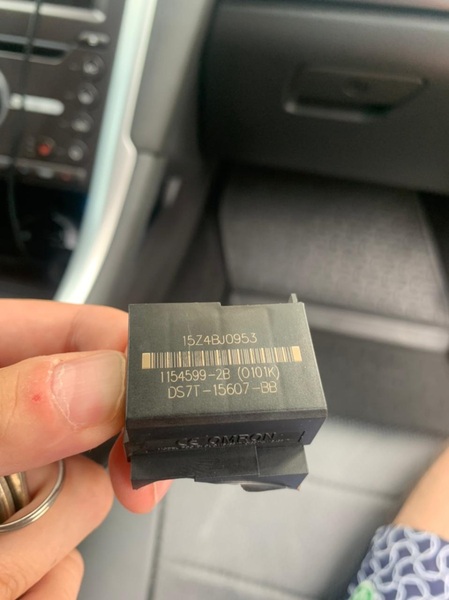 15Z4BJ0953
1154599-2B (0101K)
DS7T-15607-BB
OMRON